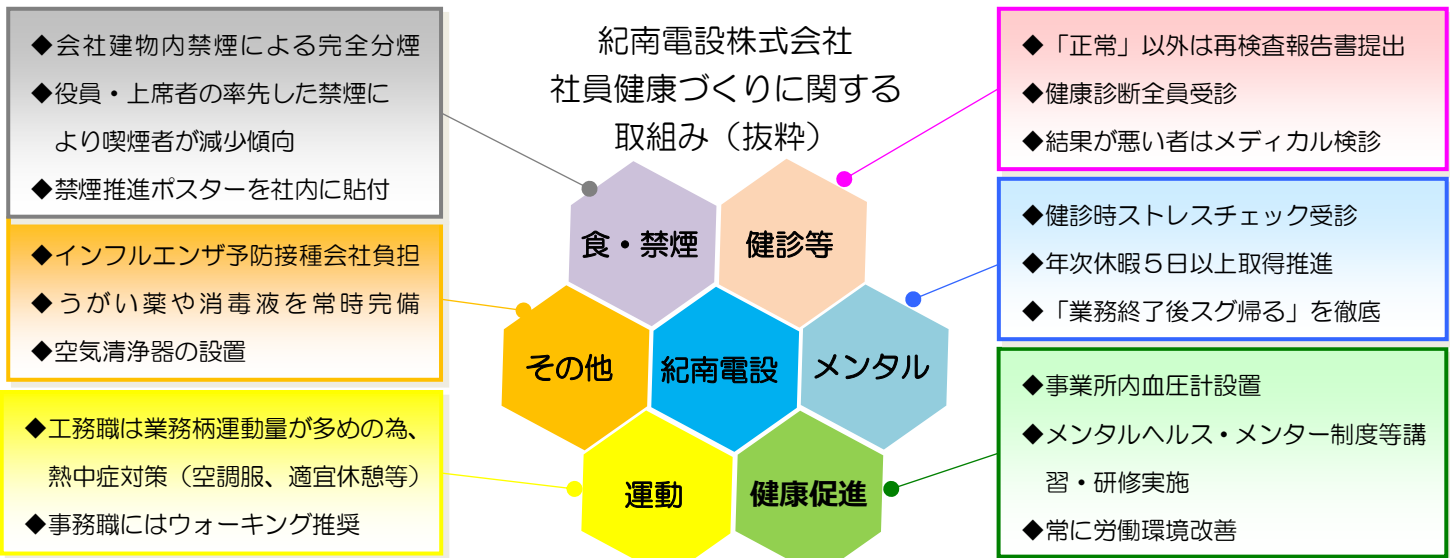 紀南電設株式会社
社員健康づくりに関する
取組み（抜粋）
◆会社建物内禁煙による完全分煙
◆役員・上席者の率先した禁煙に
より喫煙者が減少傾向
◆禁煙推進ポスターを社内に貼付
◆インフルエンザ予防接種会社負担
◆うがい薬や消毒液を常時完備
◆空気清浄器の設置
◆工務職は業務柄運動量が多めの為、
熱中症対策（空調服、適宜休憩等）
◆事務職にはウォーキング推奨
食・禁煙
健診等
その他
紀南電設
メンタル
運動
健康促進
◆「正常」以外は再検査報告書提出
◆健康診断全員受診
◆結果が悪い者はメディカル検診
◆健診時ストレスチェック受診
◆年次休暇５日以上取得推進
◆「業務終了後スグ帰る」を徹底
◆事業所内血圧計設置
◆メンタルヘルス・メンター制度等講
習・研修実施
◆常に労働環境改善